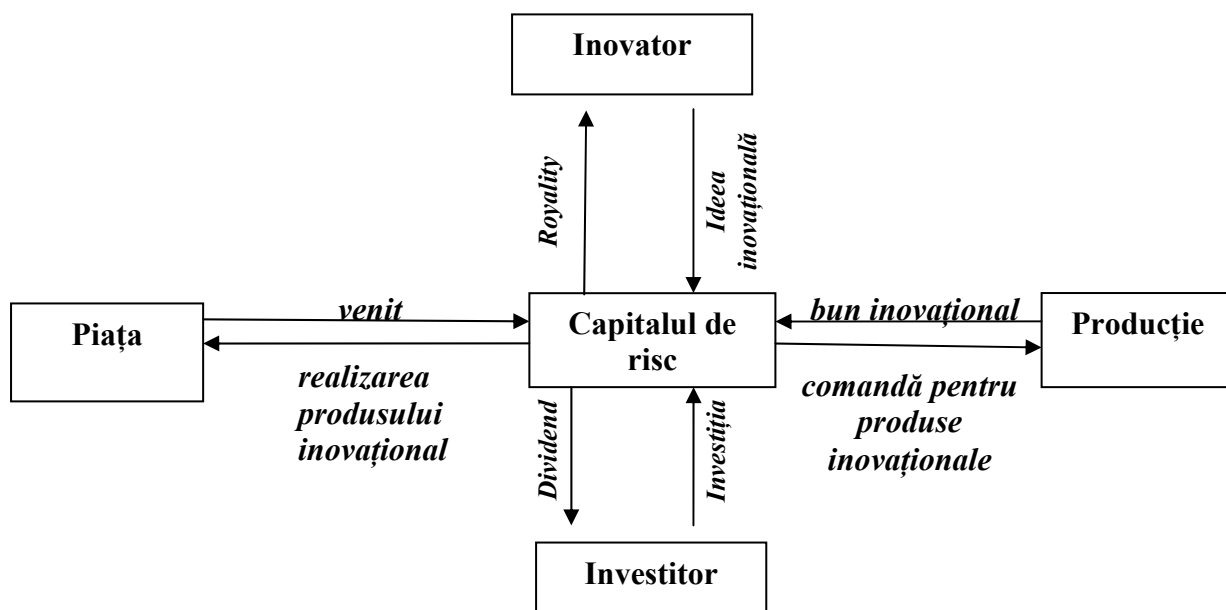 Inovator
Royality
Ideea
inovațională
Piața
venit
realizarea
produsului
inovațional
Capitalul de
risc
bun inovațional
comandă pentru
produse
inovaționale
Producție
Dividend
Investiția
Investitor